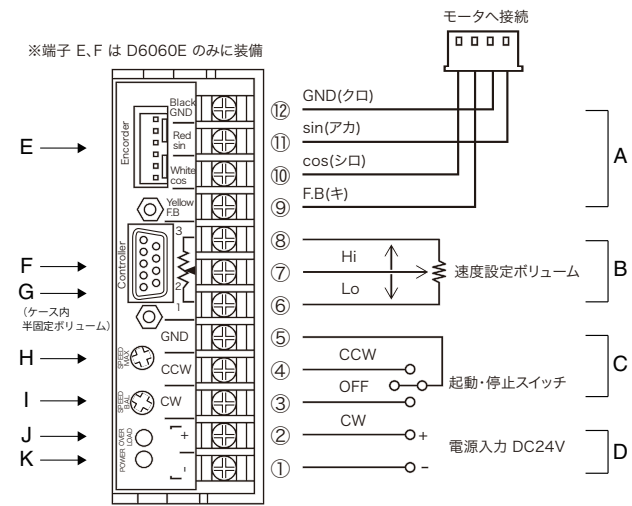 モータへ接続
※端子 E、F は D6060E のみに装備
Black
GND
Red
sin
White
cos
Yellow
F.B
Encorder
Controller
3
2
1
GND
CCW
CW
SPEED
MAX
SPEED
BAL
OVER
LOAD
POWER
+
-
E
F
G
(ケース内
半固定ボリューム)
H
I
J
K
⑫ GND(クロ)
⑪ sin(アカ)
⑩ cos(シロ)
⑨ F.B(キ)
A
⑧
⑦
⑥
Hi
Lo
速度設定ボリューム
B
⑤
④
③
CCW
OFF
CW
起動・停止スイッチ
C
② +
① -
電源入力 DC24V
D